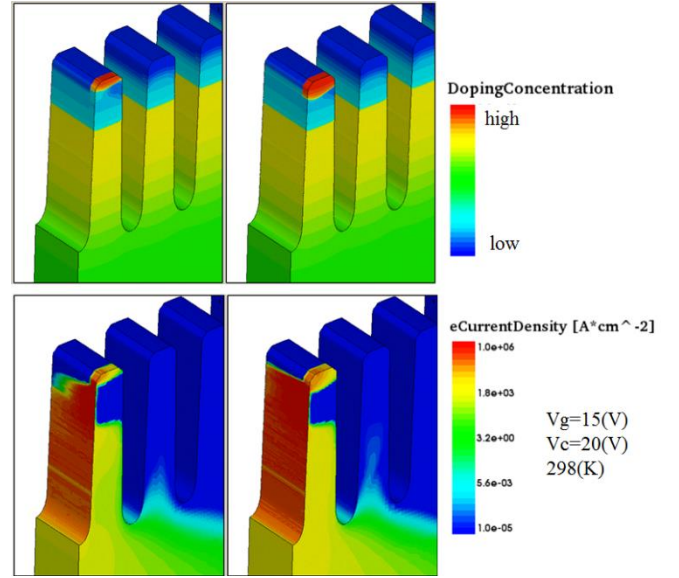 DopingConcentration
high
low
eCurrentDensity [A*cm^-2]
1.0e+06
1.8e+03
3.2e+00
5.6e-03
1.0e-05
Vg=15(V)
Vc=20(V)
298(K)